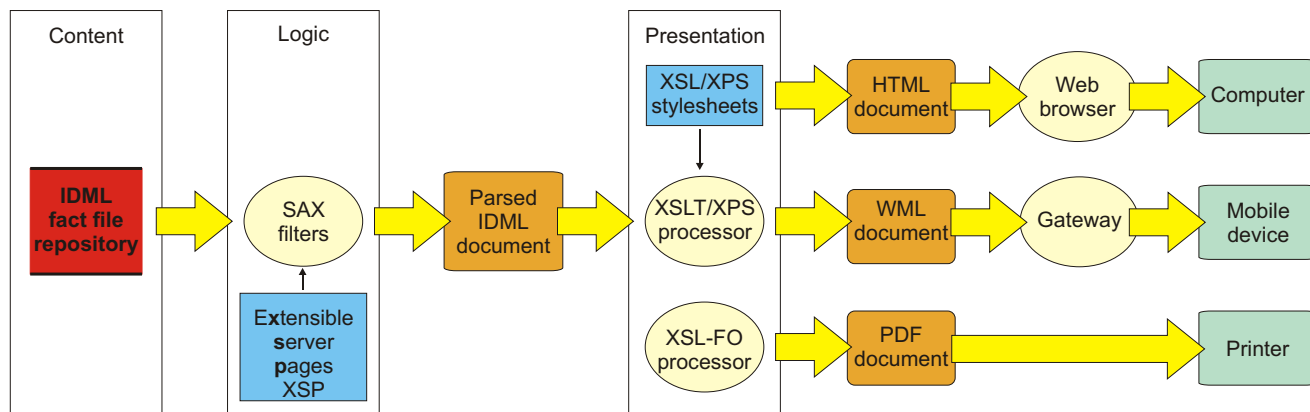 Content
IDML
fact file
repository
Logic
SAX
filters
Extensible
server
pages
XSP
Parsed
IDML
document
Presentation
XSL/XPS
stylesheets
XSLT/XPS
processor
XSL-FO
processor
HTML
document
Web
browser
Computer
WML
document
Gateway
Mobile
device
PDF
document
Printer